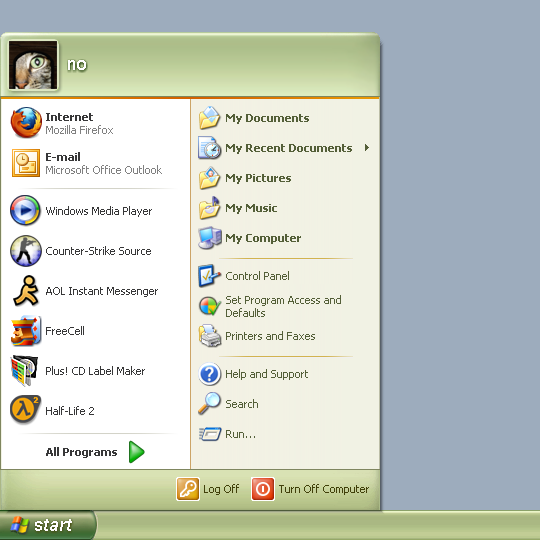 no
Internet
Mozilla Firefox
E-mail
Microsoft Office Outlook
Windows Media Player
Counter-Strike Source
AOL Instant Messenger
FreeCell
Plus! CD Label Maker
Half-Life 2
All Programs
My Documents
My Recent Documents
My Pictures
My Music
My Computer
Control Panel
Set Program Access and
Defaults
Printers and Faxes
Help and Support
Search
Run...
Log Off
Turn Off Computer
start